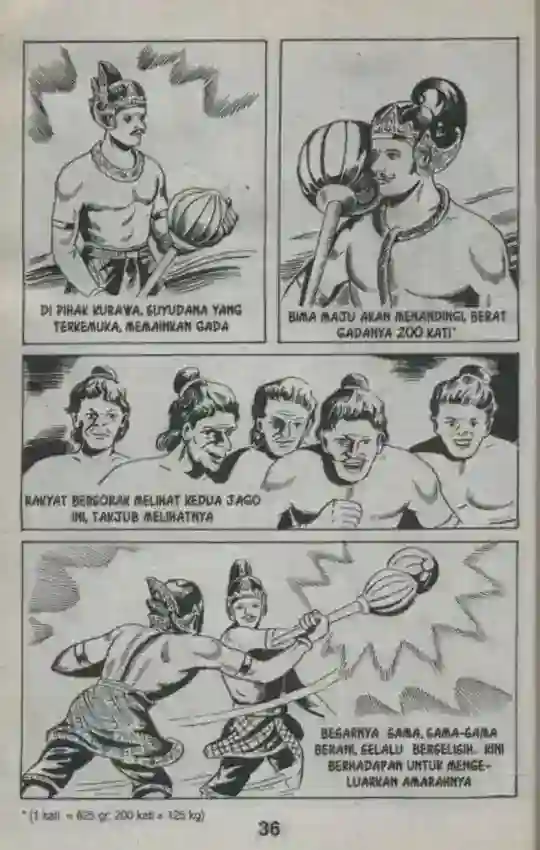 DI PIHAK KURAWA, SUYUDANA YANG
TERKEMUKA, MEMAINKAN GADA
BIMA MAJU AKAN MENANDINGI, BERAT
GADANYA 200 KATI*
RAKYAT BERSORAK MELIHAT KEDUA JAGO
INI, TAKJUB MELIHATNYA
BESARNYA SAMA, SAMA-SAMA
BERANI, SELALU BERSELISIH. KINI
BERHADAPAN UNTUK MENGE-
LUARKAN AMARAHNYA
* (1 kati = 625 gr; 200 kati = 125 kg)
36